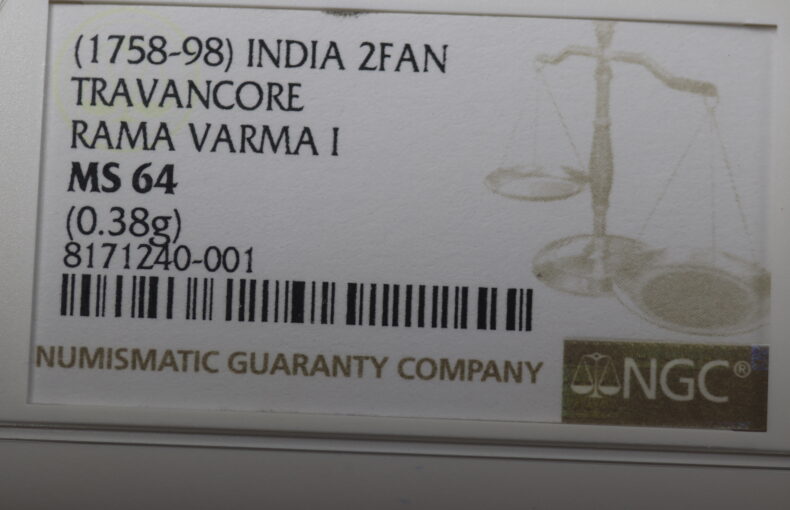 (1758-98) INDIA 2FAN
TRAVANCORE
RAMA VARMA I
MS 64
(0.38g)
8171240-001
NUMISMATIC GUARANTY COMPANY
NGC®